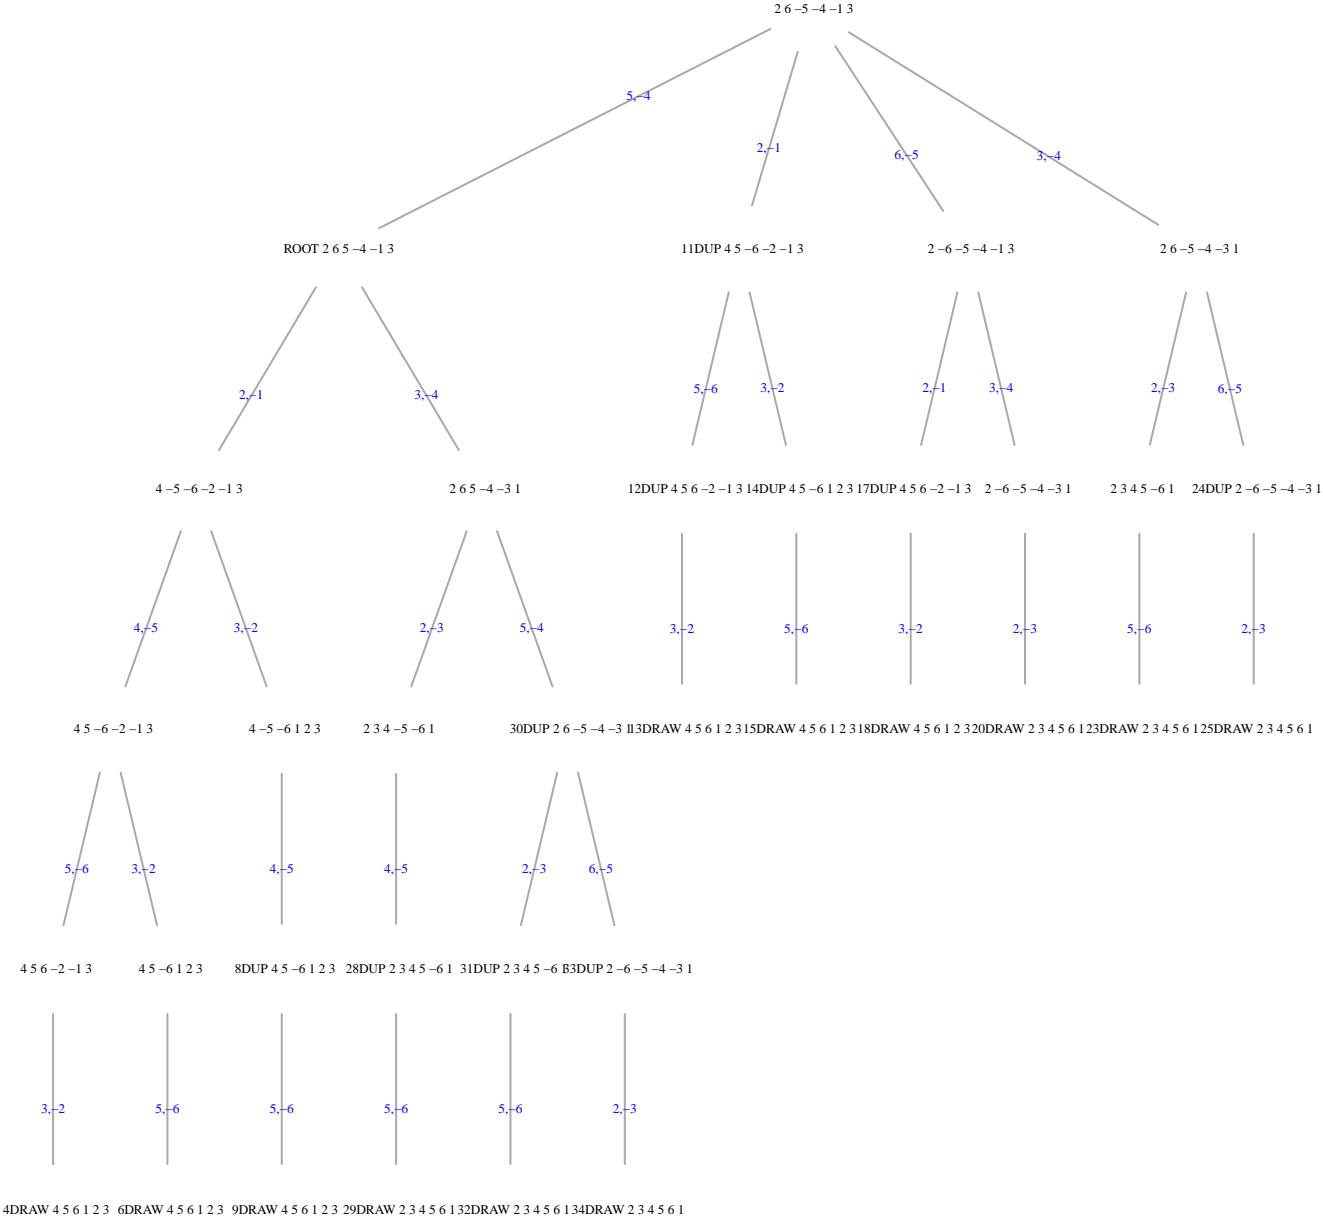 2 6 −5 −4 −1 3
5,−4
2,−1
6,−5
3,−4
ROOT 2 6 5 −4 −1 3
11DUP 4 5 −6 −2 −1 3
2 −6 −5 −4 −1 3
2 6 −5 −4 −3 1
2,−1
3,−4
5,−6
3,−2
2,−1
3,−4
2,−3
6,−5
4 −5 −6 −2 −1 3
2 6 5 −4 −3 1
12DUP 4 5 6 −2 −1 3
14DUP 4 5 −6 1 2 3
17DUP 4 5 6 −2 −1 3
2 −6 −5 −4 −3 1
2 3 4 5 −6 1
24DUP 2 −6 −5 −4 −3 1
4,−5
3,−2
2,−3
5,−4
3,−2
5,−6
3,−2
2,−3
5,−6
2,−3
4 5 −6 −2 −1 3
4 −5 −6 1 2 3
2 3 4 −5 −6 1
30DUP 2 6 −5 −4 −3 1
13DRAW 4 5 6 1 2 3
15DRAW 4 5 6 1 2 3
18DRAW 4 5 6 1 2 3
20DRAW 2 3 4 5 6 1
23DRAW 2 3 4 5 6 1
25DRAW 2 3 4 5 6 1
5,−6
3,−2
4,−5
4,−5
2,−3
6,−5
4 5 6 −2 −1 3
4 5 −6 1 2 3
8DUP 4 5 −6 1 2 3
28DUP 2 3 4 5 −6 1
31DUP 2 3 4 5 −6 1
33DUP 2 −6 −5 −4 −3 1
3,−2
5,−6
5,−6
5,−6
5,−6
2,−3
4DRAW 4 5 6 1 2 3
6DRAW 4 5 6 1 2 3
9DRAW 4 5 6 1 2 3
29DRAW 2 3 4 5 6 1
32DRAW 2 3 4 5 6 1
34DRAW 2 3 4 5 6 1